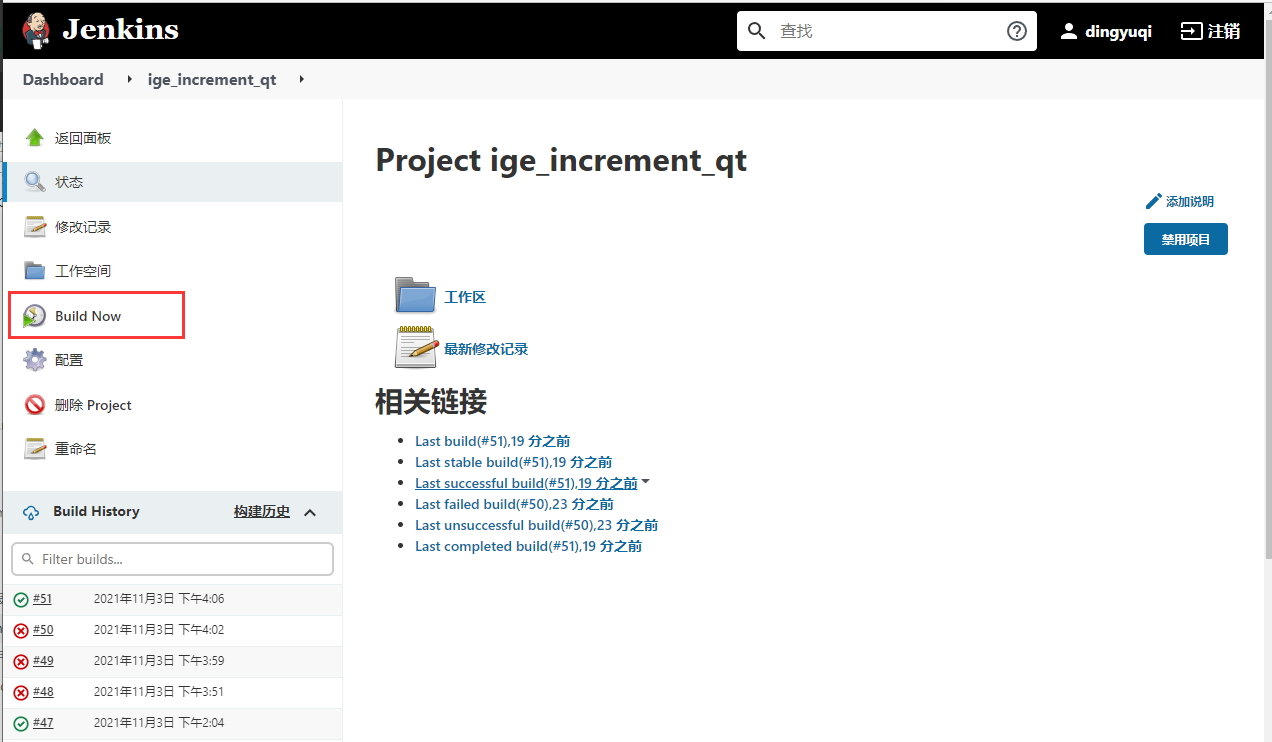 Jenkins
查找
dingyuqi
注销
Dashboard
ige_increment_qt
返回面板
状态
修改记录
工作空间
Build Now
配置
删除 Project
重命名
Build History
构建历史
Filter builds...
#51 2021年11月3日 下午4:06
#50 2021年11月3日 下午4:02
#49 2021年11月3日 下午3:59
#48 2021年11月3日 下午3:51
#47 2021年11月3日 下午2:04
Project ige_increment_qt
添加说明
禁用项目
工作区
最新修改记录
相关链接
Last build(#51),19 分之前
Last stable build(#51),19 分之前
Last successful build(#51),19 分之前
Last failed build(#50),23 分之前
Last unsuccessful build(#50),23 分之前
Last completed build(#51),19 分之前